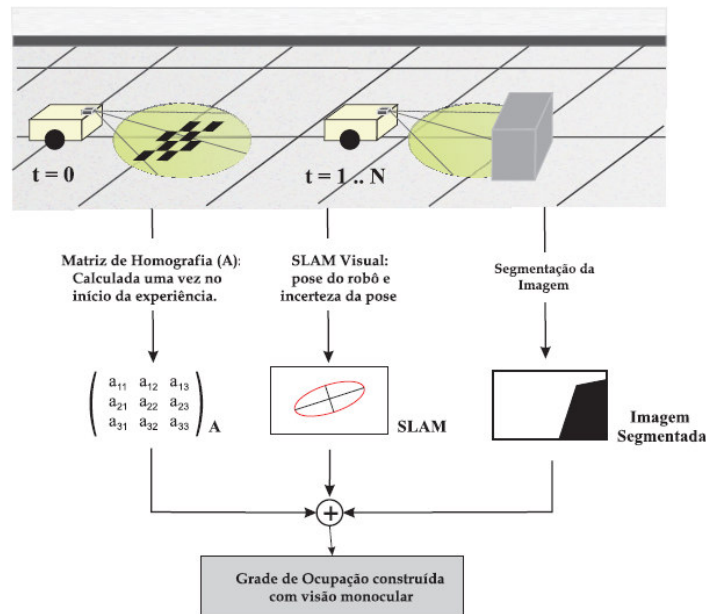 t = 0
t = 1 .. N
Matriz de Homografia (A):
Calculada uma vez no
início da experiência.
SLAM Visual:
pose do robô e
incerteza da pose
Segmentação da
Imagem
a11 a12 a13
a21 a22 a23
a31 a32 a33
A
SLAM
Imagem
Segmentada
+
Grade de Ocupação construída
com visão monocular